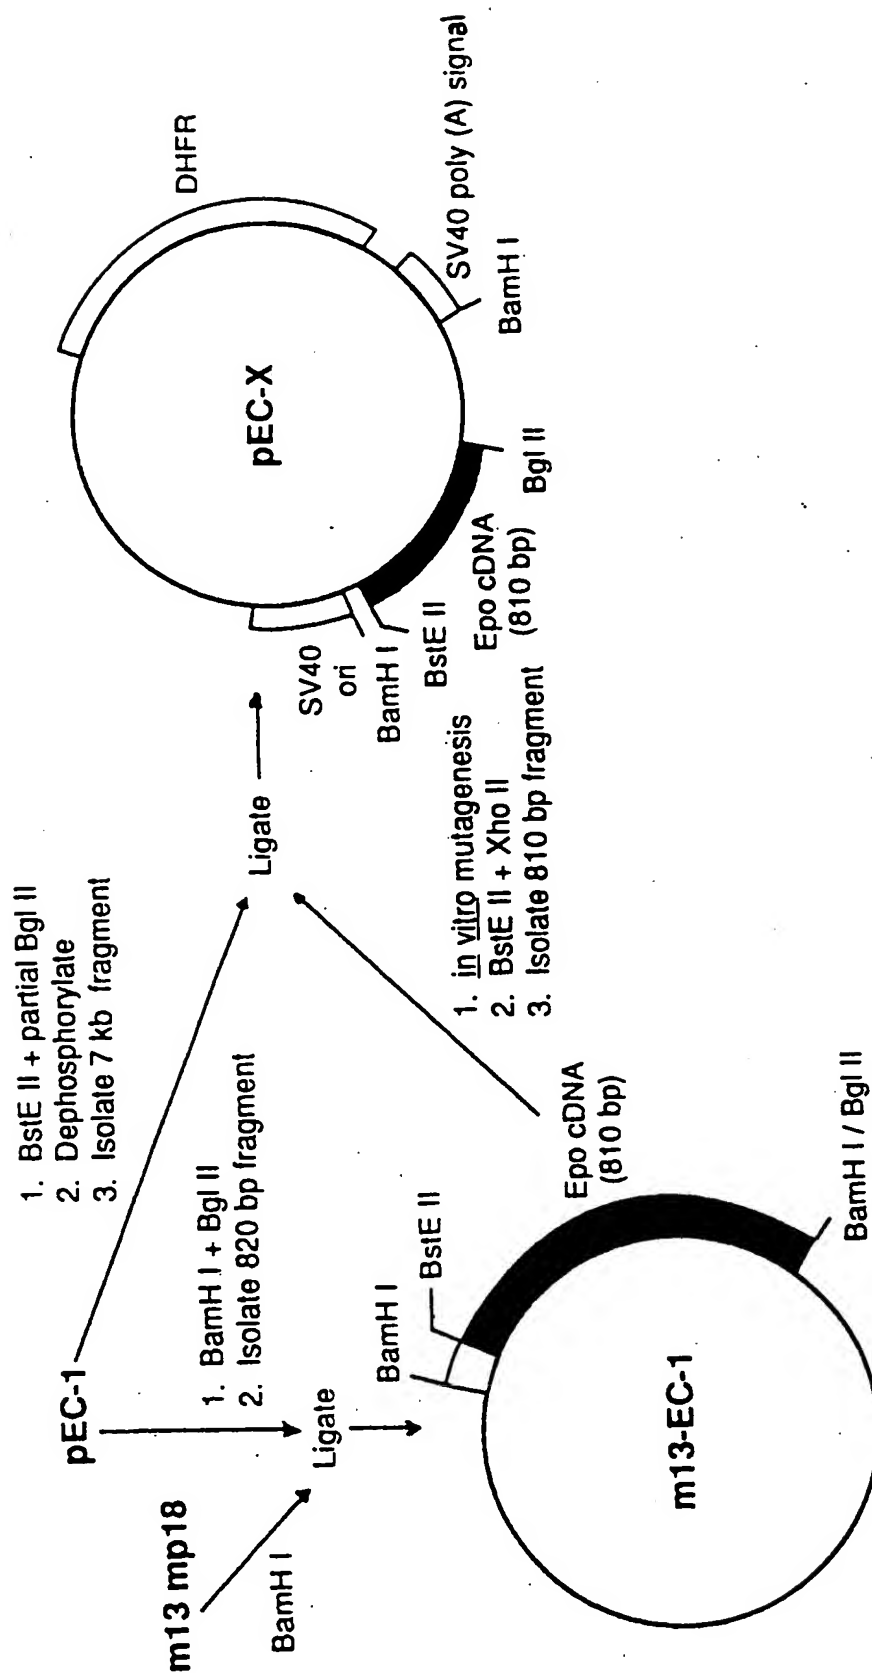 pEC-1
1. BstE II + partial Bgl II
2. Dephosphorylate
3. Isolate 7 kb fragment
m13 mp18
BamH I
1. BamH I + Bgl II
2. Isolate 820 bp fragment
Ligate
Ligate
BamH I
BstE II
Epo cDNA
(810 bp)
BamH I / Bgl II
m13-EC-1
1. in vitro mutagenesis
2. BstE II + Xho II
3. Isolate 810 bp fragment
pEC-X
DHFR
SV40 poly (A) signal
BamH I
Bgl II
Epo cDNA
(810 bp)
BstE II
BamH I
SV40
ori